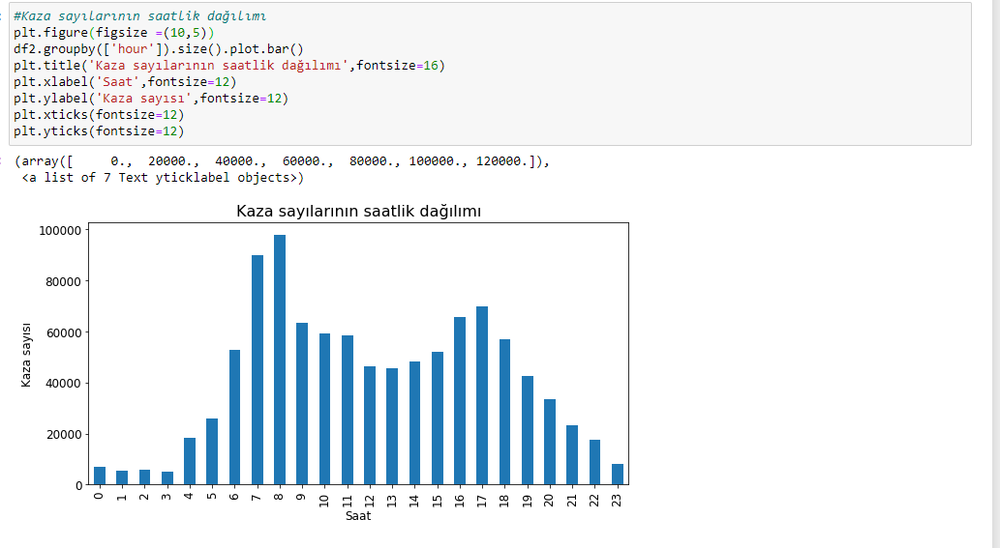 #Kaza sayılarının saatlik dağılımı
plt.figure(figsize =(10,5))
df2.groupby(['hour']).size().plot.bar()
plt.title('Kaza sayılarının saatlik dağılımı',fontsize=16)
plt.xlabel('Saat',fontsize=12)
plt.ylabel('Kaza sayısı',fontsize=12)
plt.xticks(fontsize=12)
plt.yticks(fontsize=12)
(array([     0.,  20000.,  40000.,  60000.,  80000., 100000., 120000.]),
 <a list of 7 Text yticklabel objects>)
Kaza sayılarının saatlik dağılımı
100000
80000
60000
40000
20000
0
Kaza sayısı
0 1 2 3 4 5 6 7 8 9 10 11 12 13 14 15 16 17 18 19 20 21 22 23
Saat